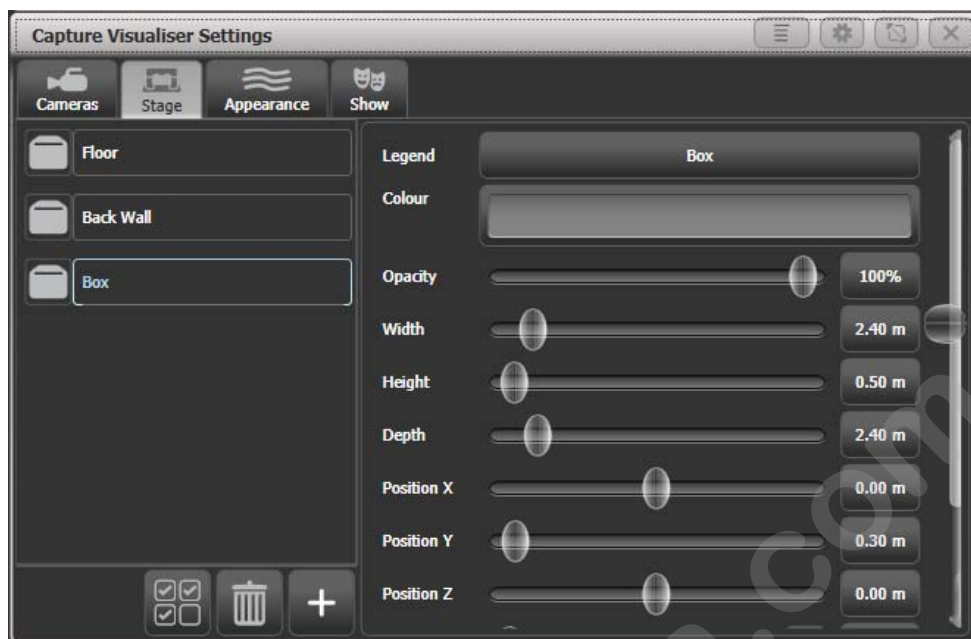 Capture Visualiser Settings
Cameras Stage Appearance Show
Floor
Back Wall
Box
Legend Box
Colour
Opacity 100%
Width 2.40 m
Height 0.50 m
Depth 2.40 m
Position X 0.00 m
Position Y 0.30 m
Position Z 0.00 m
.com